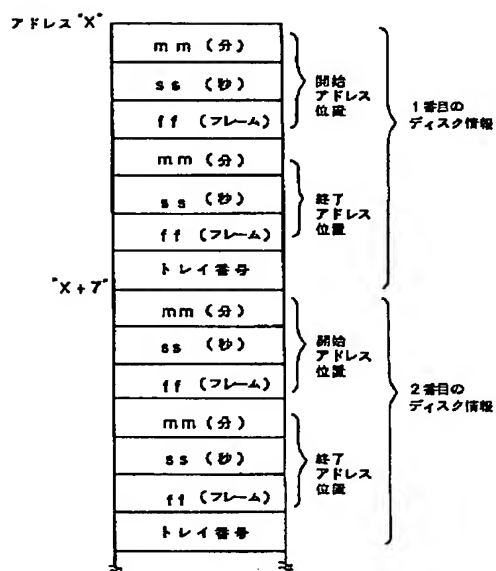 アドレス"X"
mm(分)
ss(秒)
ff(フレーム)
開始
アドレス
位置
mm(分)
ss(秒)
ff(フレーム)
終了
アドレス
位置
トレイ番号
1番目の
ディスク情報
"X+7"
mm(分)
ss(秒)
ff(フレーム)
開始
アドレス
位置
mm(分)
ss(秒)
ff(フレーム)
終了
アドレス
位置
トレイ番号
2番目の
ディスク情報